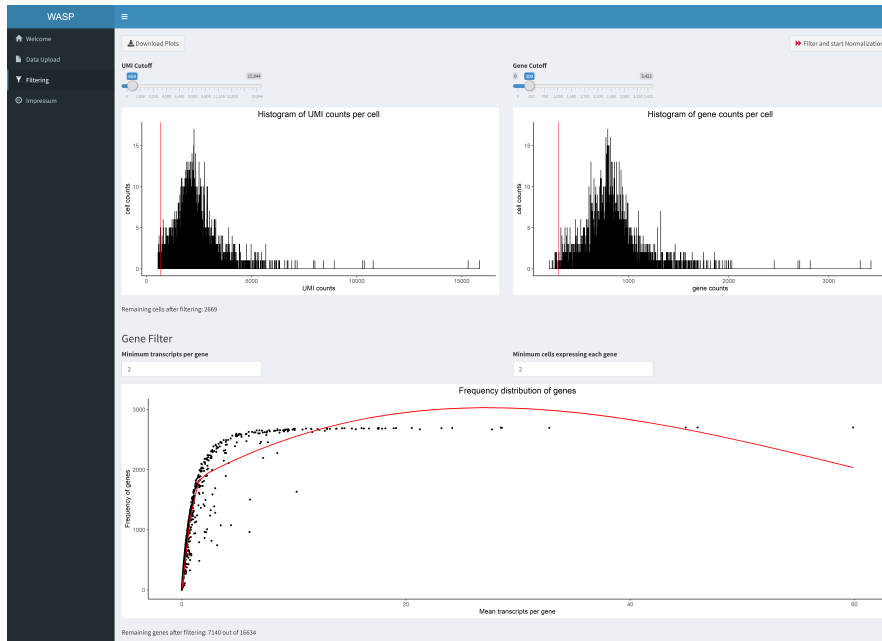 WASP
Welcome
Data Upload
Filtering
Impressum
Download Plots
Filter and start Normalization
UMI Cutoff
Gene Cutoff
Histogram of UMI counts per cell
15
10
5
0
cell counts
0 5000 10000 15000
UMI counts
Histogram of gene counts per cell
15
10
5
0
cell counts
1000 2000 3000
gene counts
Remaining cells after filtering: 2669
Gene Filter
Minimum transcripts per gene
2
Minimum cells expressing each gene
2
Frequency distribution of genes
3000
2000
1000
0
Frequency of genes
0 20 40 60
Mean transcripts per gene
Remaining genes after filtering: 7140 out of 16634